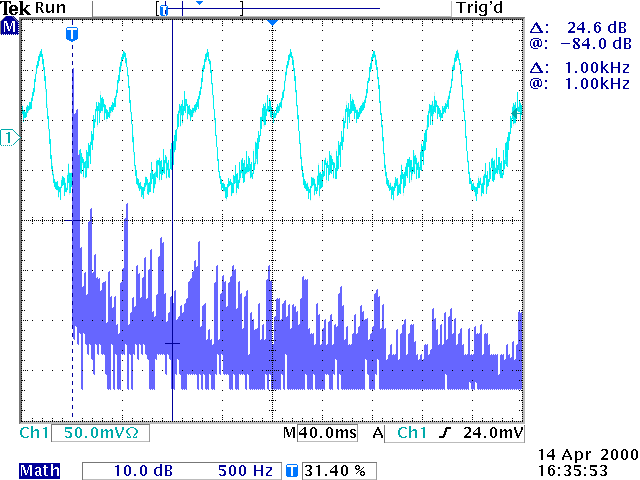 Tek Run
Trig'd
t
M
T
1
Δ: 24.6 dB
@: −84.0 dB
Δ: 1.00kHz
@: 1.00kHz
Ch1 50.0mVΩ M 40.0ms A Ch1 ƒ 24.0mV
Math 10.0 dB 500 Hz T 31.40 %
14 Apr 2000
16:35:53